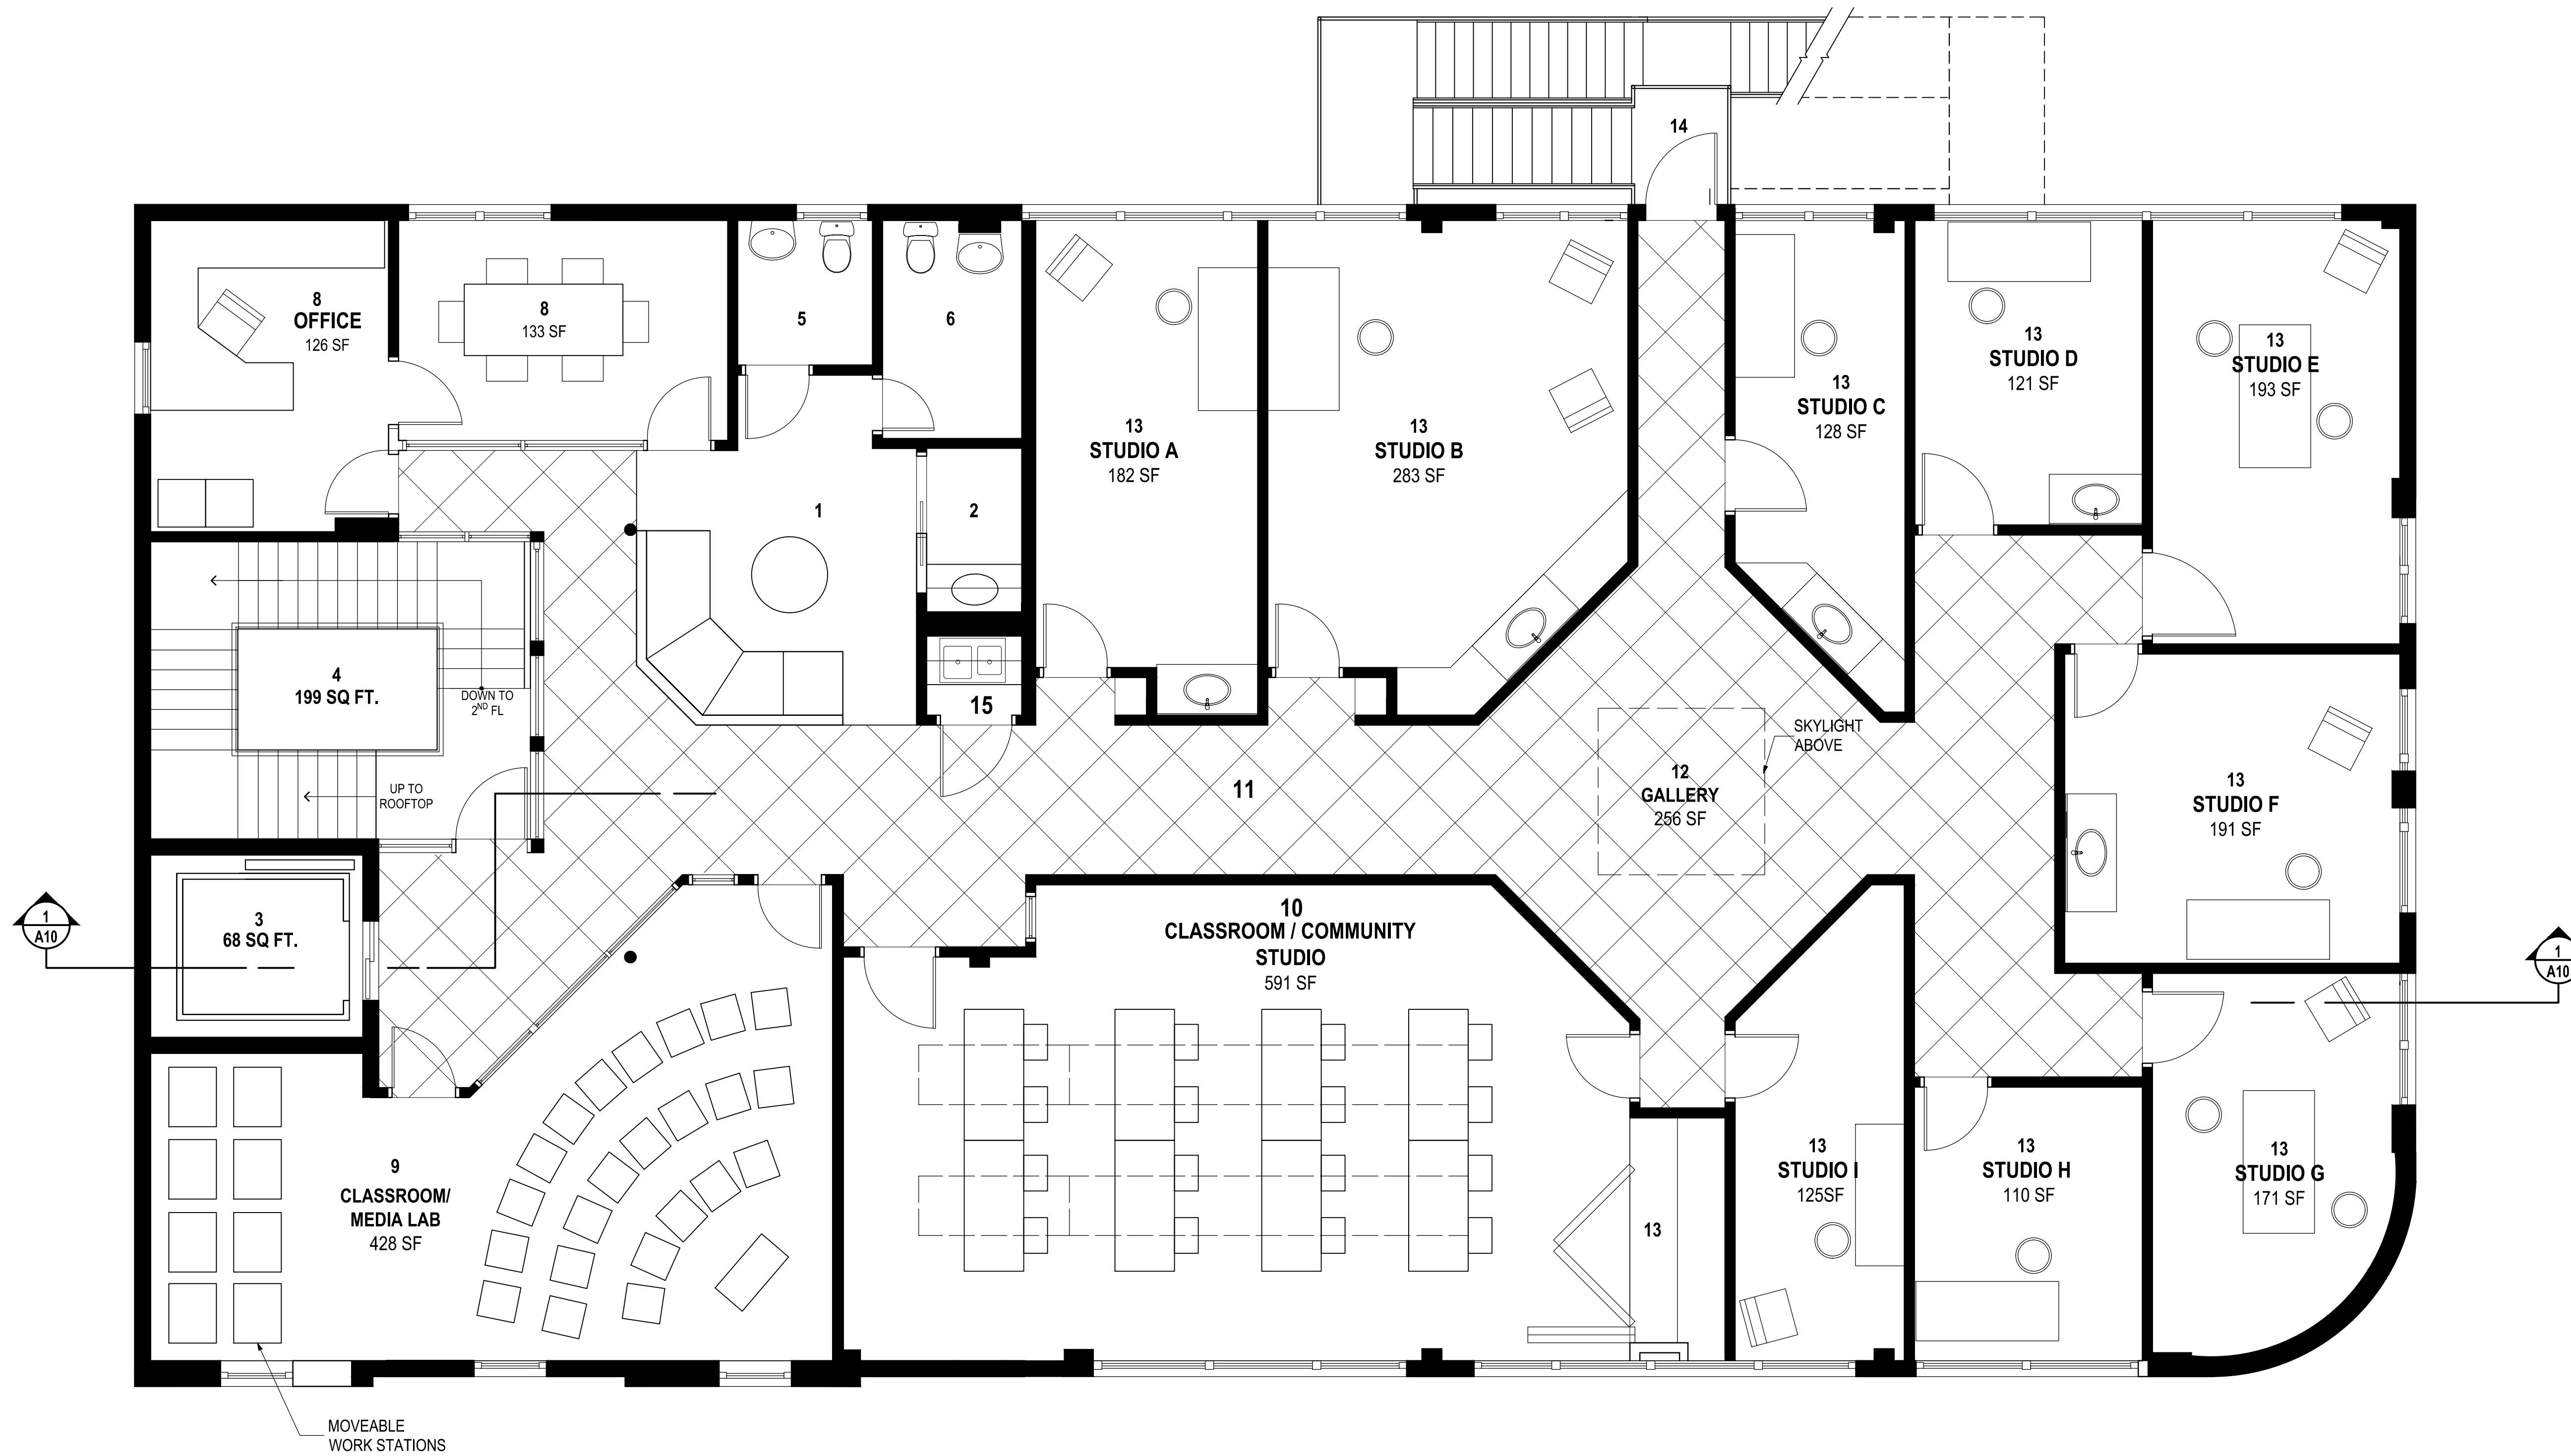 14
8
OFFICE
126 SF
8
133 SF
5
6
13
STUDIO A
182 SF
13
STUDIO B
283 SF
13
STUDIO C
128 SF
13
STUDIO D
121 SF
13
STUDIO E
193 SF
1
2
4
199 SQ FT.
DOWN TO
2ND FL
UP TO
ROOFTOP
15
11
SKYLIGHT
ABOVE
12
GALLERY
256 SF
13
STUDIO F
191 SF
1
A10
3
68 SQ FT.
10
CLASSROOM / COMMUNITY
STUDIO
591 SF
1
A10
9
CLASSROOM/
MEDIA LAB
428 SF
13
13
STUDIO I
125SF
13
STUDIO H
110 SF
13
STUDIO G
171 SF
MOVEABLE
WORK STATIONS